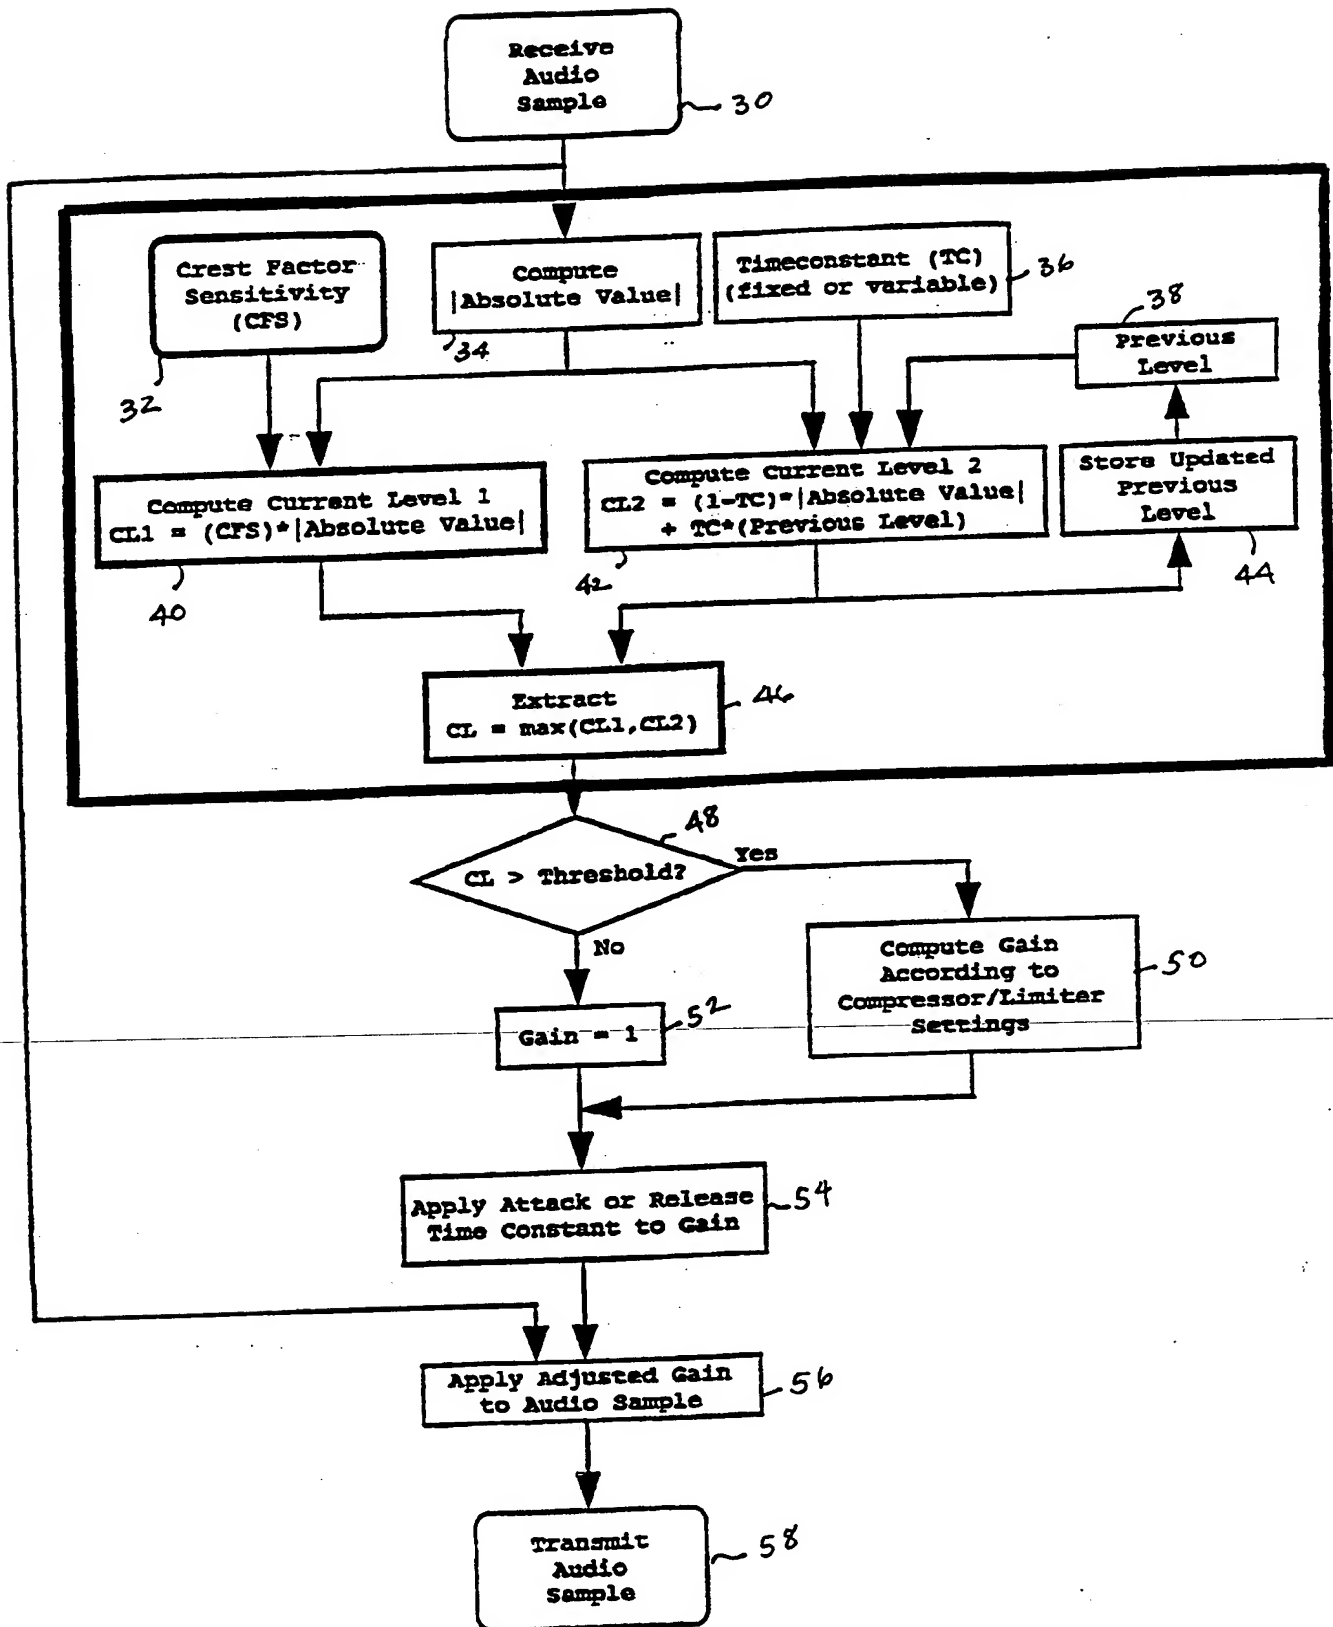 Receive
Audio
Sample
30
Crest Factor
Sensitivity
(CFS)
32
Compute
|Absolute Value|
34
Timeconstant (TC)
(fixed or variable)
36
38
Previous
Level
Compute Current Level 1
CL1 = (CFS)*|Absolute Value|
40
Compute Current Level 2
CL2 = (1-TC)*|Absolute Value|
+ TC*(Previous Level)
42
Store Updated
Previous
Level
44
Extract
CL = max(CL1,CL2)
46
CL > Threshold?
48
Yes
No
Compute Gain
According to
Compressor/Limiter
Settings
50
Gain = 1
52
Apply Attack or Release
Time Constant to Gain
54
Apply Adjusted Gain
to Audio Sample
56
Transmit
Audio
Sample
58